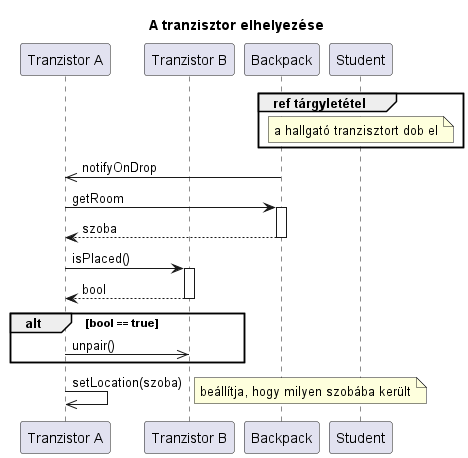 A tranzisztor elhelyezése
Tranzistor A
Tranzistor B
Backpack
Student
ref tárgyletétel
a hallgató tranzisztort dob el
notifyOnDrop
getRoom
szoba
isPlaced()
bool
alt [bool == true]
unpair()
setLocation(szoba)
beállítja, hogy milyen szobába került
Tranzistor A
Tranzistor B
Backpack
Student